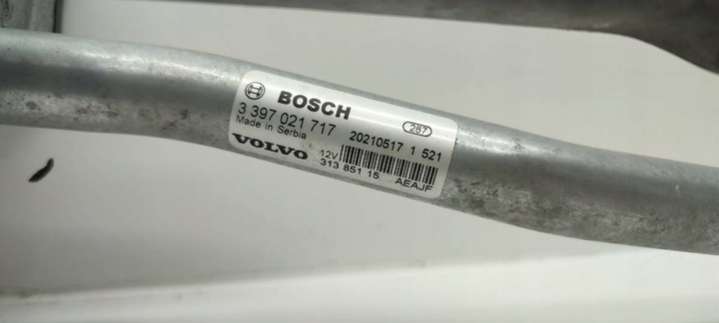 BOSCH
3 397 021 717
287
Made in Serbia
20210517 1 521
VOLVO
12V
313 851 15
AEAJF